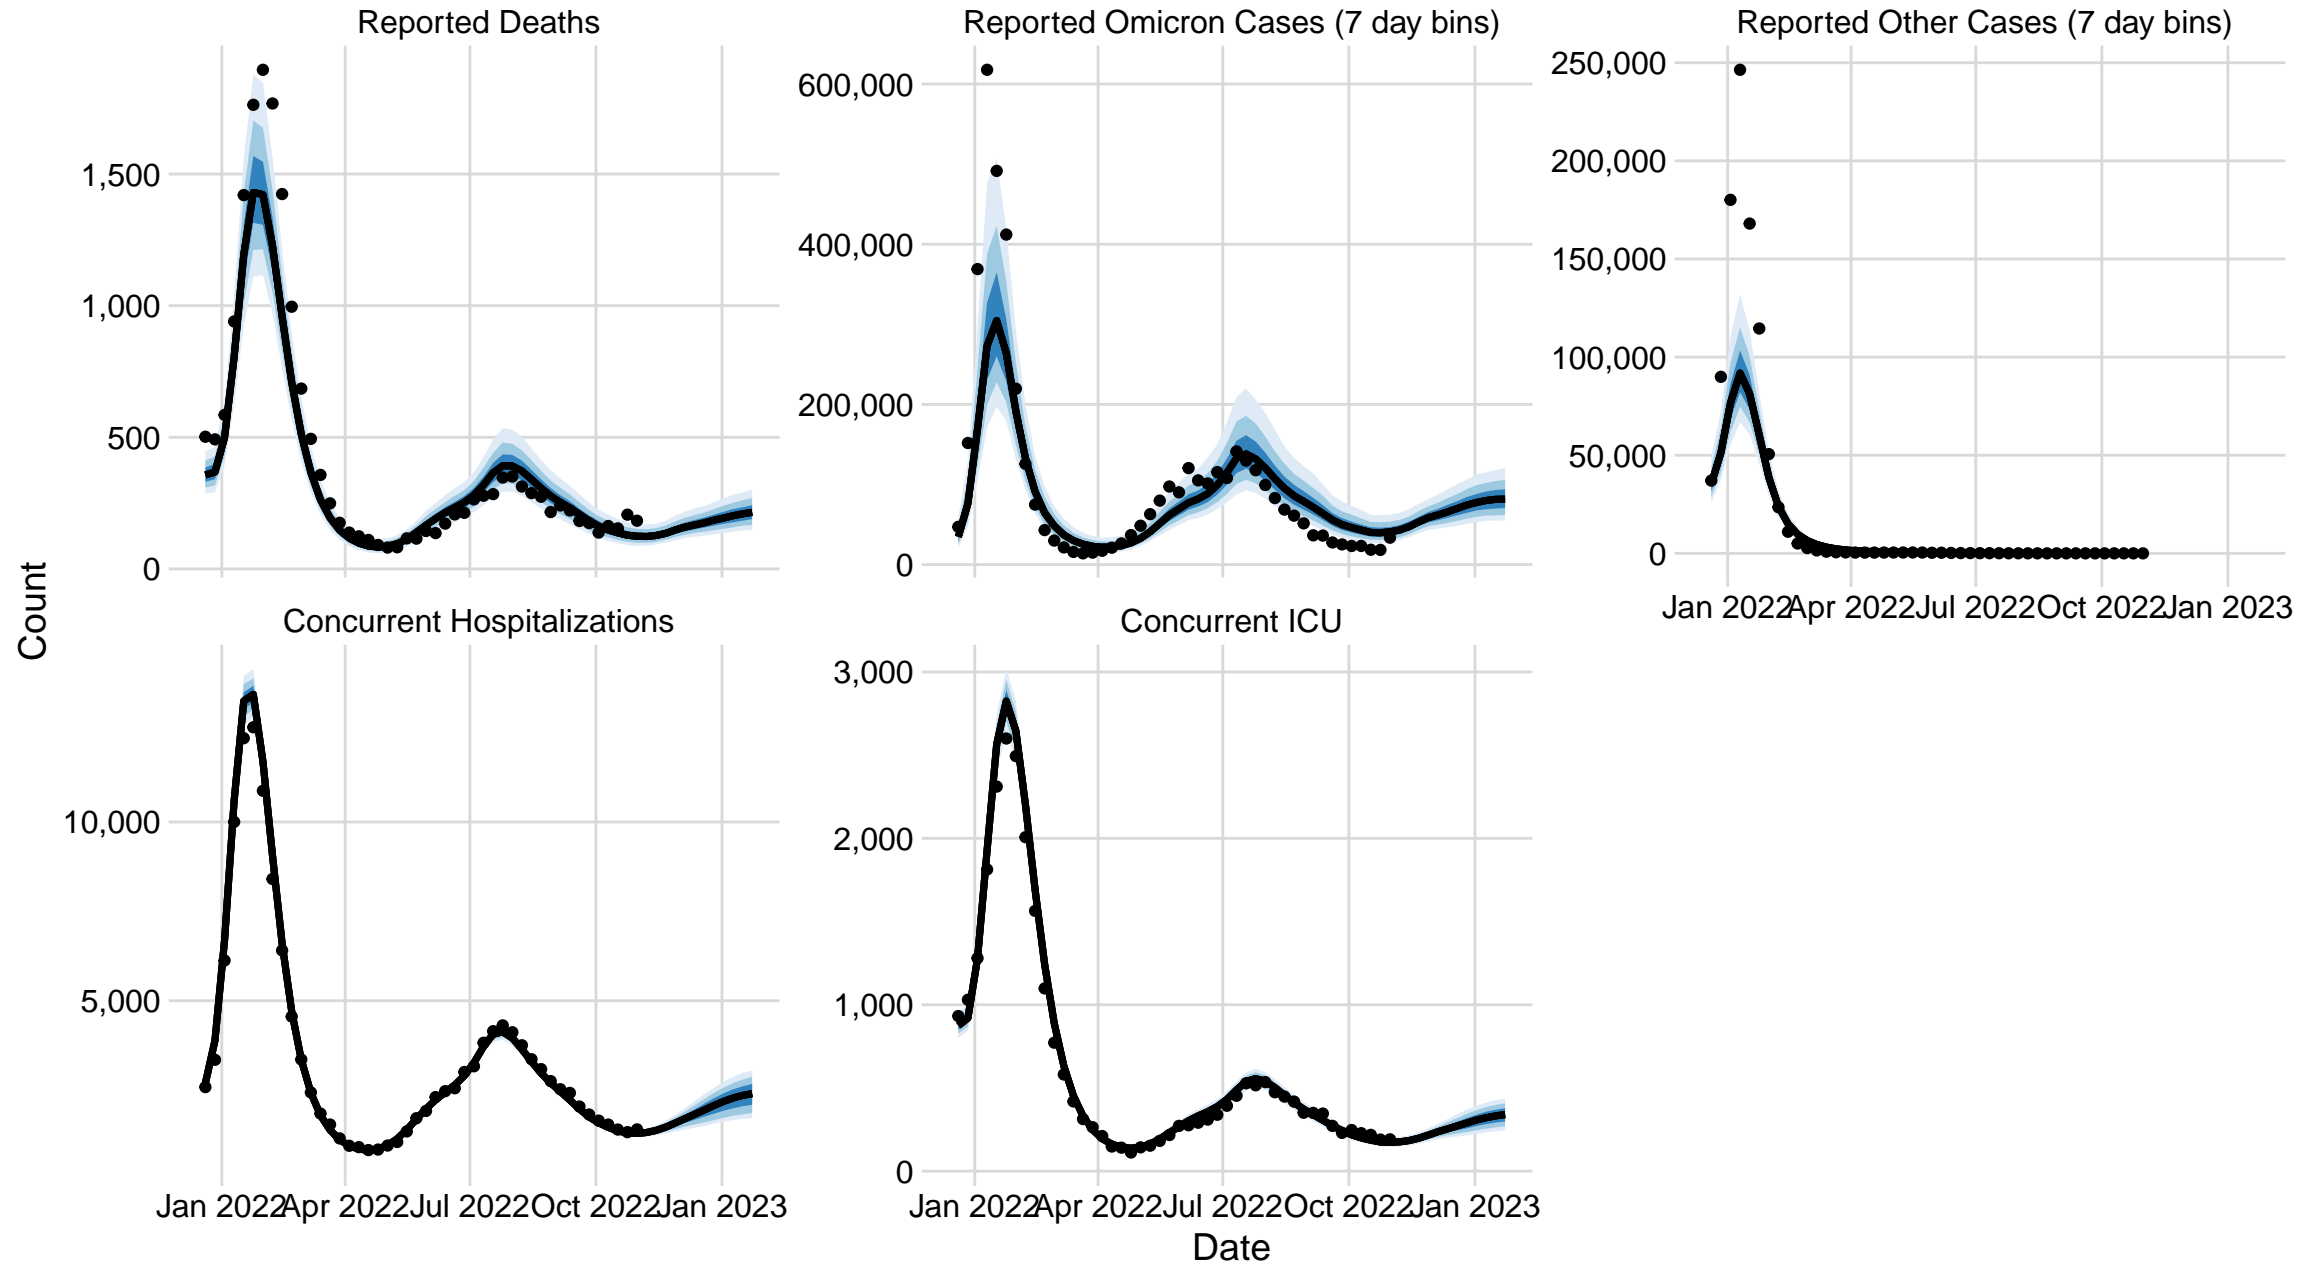 Reported Deaths
1,500
1,000
500
0
Reported Omicron Cases (7 day bins)
600,000
400,000
200,000
0
Reported Other Cases (7 day bins)
250,000
200,000
150,000
100,000
50,000
0
Jan 2022 Apr 2022 Jul 2022 Oct 2022 Jan 2023
Count
Concurrent Hospitalizations
10,000
5,000
Jan 2022 Apr 2022 Jul 2022 Oct 2022 Jan 2023
Concurrent ICU
3,000
2,000
1,000
0
Jan 2022 Apr 2022 Jul 2022 Oct 2022 Jan 2023
Date